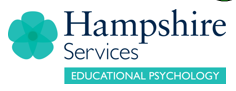 Hampshire
Services
EDUCATIONAL PSYCHOLOGY